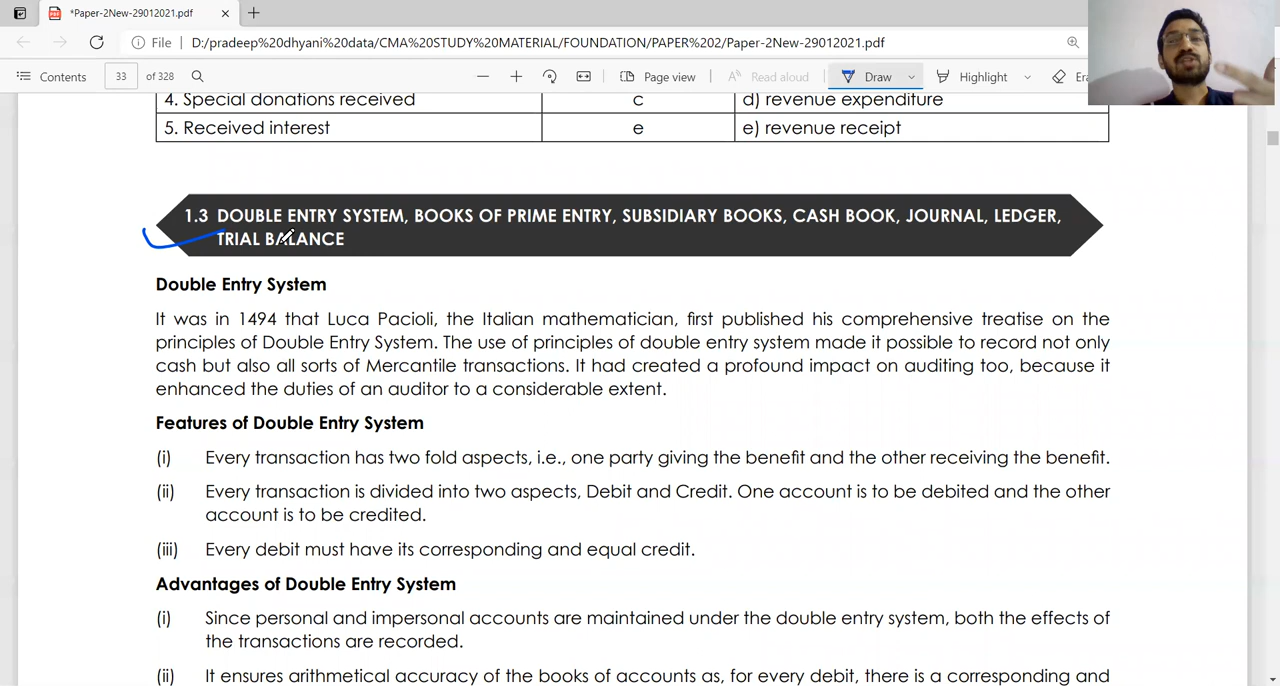 *Paper-2New-29012021.pdf
File
D:/pradeep%20dhyani%20data/CMA%20STUDY%20MATERIAL/FOUNDATION/PAPER%202/Paper-2New-29012021.pdf
Contents
33 of 328
Page view
Read aloud
Draw
Highlight
4. Special donations received c d) revenue expenditure
5. Received interest e e) revenue receipt
1.3 DOUBLE ENTRY SYSTEM, BOOKS OF PRIME ENTRY, SUBSIDIARY BOOKS, CASH BOOK, JOURNAL, LEDGER,
TRIAL BALANCE
Double Entry System
It was in 1494 that Luca Pacioli, the Italian mathematician, first published his comprehensive treatise on the
principles of Double Entry System. The use of principles of double entry system made it possible to record not only
cash but also all sorts of Mercantile transactions. It had created a profound impact on auditing too, because it
enhanced the duties of an auditor to a considerable extent.
Features of Double Entry System
(i) Every transaction has two fold aspects, i.e., one party giving the benefit and the other receiving the benefit.
(ii) Every transaction is divided into two aspects, Debit and Credit. One account is to be debited and the other
account is to be credited.
(iii) Every debit must have its corresponding and equal credit.
Advantages of Double Entry System
(i) Since personal and impersonal accounts are maintained under the double entry system, both the effects of
the transactions are recorded.
(ii) It ensures arithmetical accuracy of the books of accounts as, for every debit, there is a corresponding and